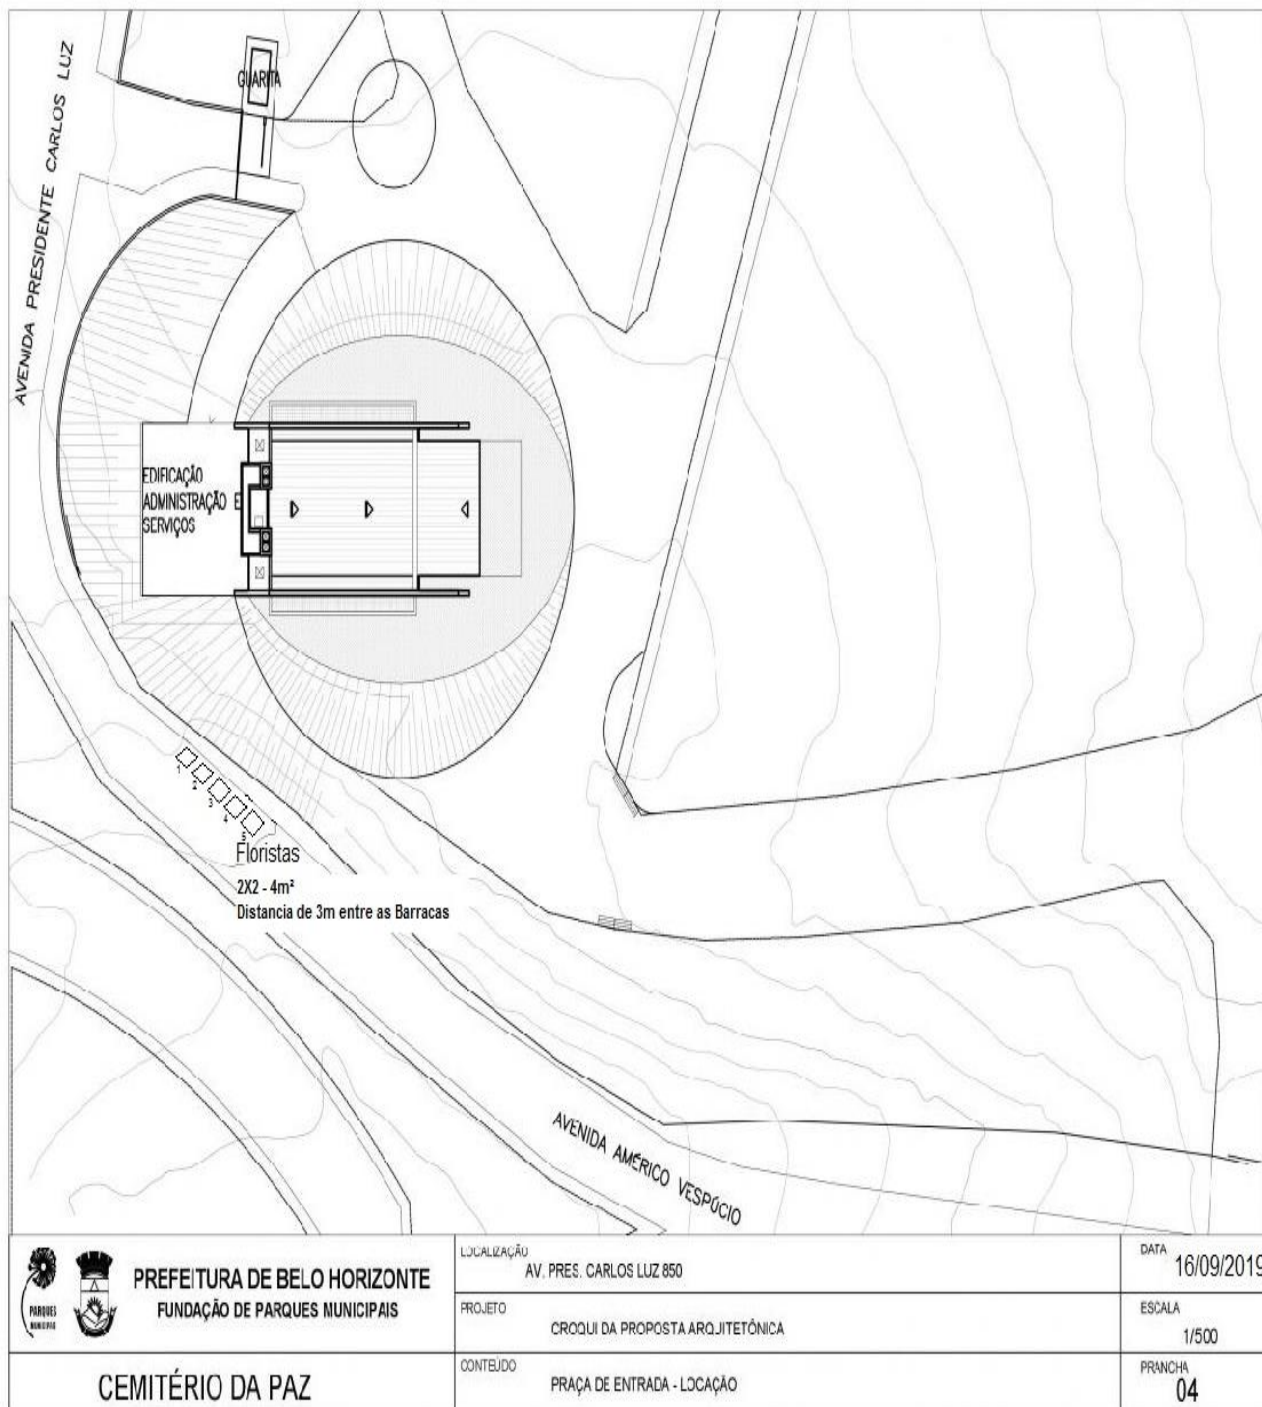 AVENIDA PRESIDENTE CARLOS LUZ
GUARITA
EDIFICAÇÃO
ADMINISTRAÇÃO E
SERVIÇOS
1
2
3
4
5
Floristas
2X2 - 4m²
Distancia de 3m entre as Barracas
AVENIDA AMÉRICO VESPÚCIO
PARQUES
MUNICIPAIS
PREFEITURA DE BELO HORIZONTE
FUNDAÇÃO DE PARQUES MUNICIPAIS
CEMITÉRIO DA PAZ
LOCALIZAÇÃO
AV. PRES. CARLOS LUZ 850
PROJETO
CROQUI DA PROPOSTA ARQUITETÔNICA
CONTEÚDO
PRAÇA DE ENTRADA - LOCAÇÃO
DATA
16/09/2019
ESCALA
1/500
PRANCHA
04